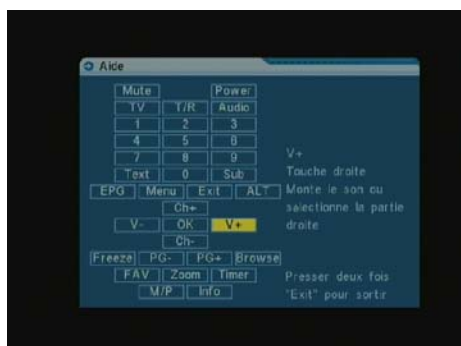 Aide
Mute Power
TV T/R Audio
1 2 3
4 5 6
7 8 9
Text 0 Sub
EPG Menu Exit ALT
Ch+
V- OK V+
Ch-
Freeze PG- PG+ Browse
FAV Zoom Timer
M/P Info
V+
Touche droite
Monte le son ou
selectionne la partie
droite
Presser deux fois
"Exit" pour sortir